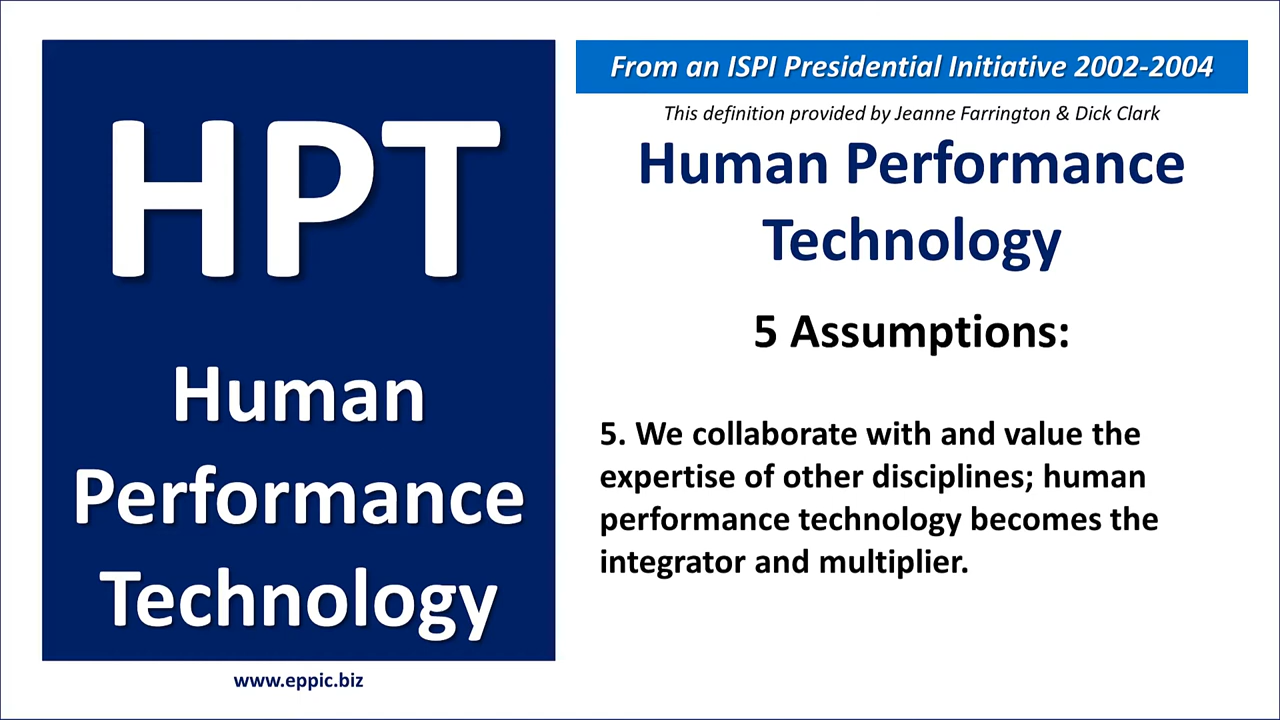 HPT
Human
Performance
Technology
www.eppic.biz
From an ISPI Presidential Initiative 2002-2004
This definition provided by Jeanne Farrington & Dick Clark
Human Performance
Technology
5 Assumptions:
5. We collaborate with and value the
expertise of other disciplines; human
performance technology becomes the
integrator and multiplier.